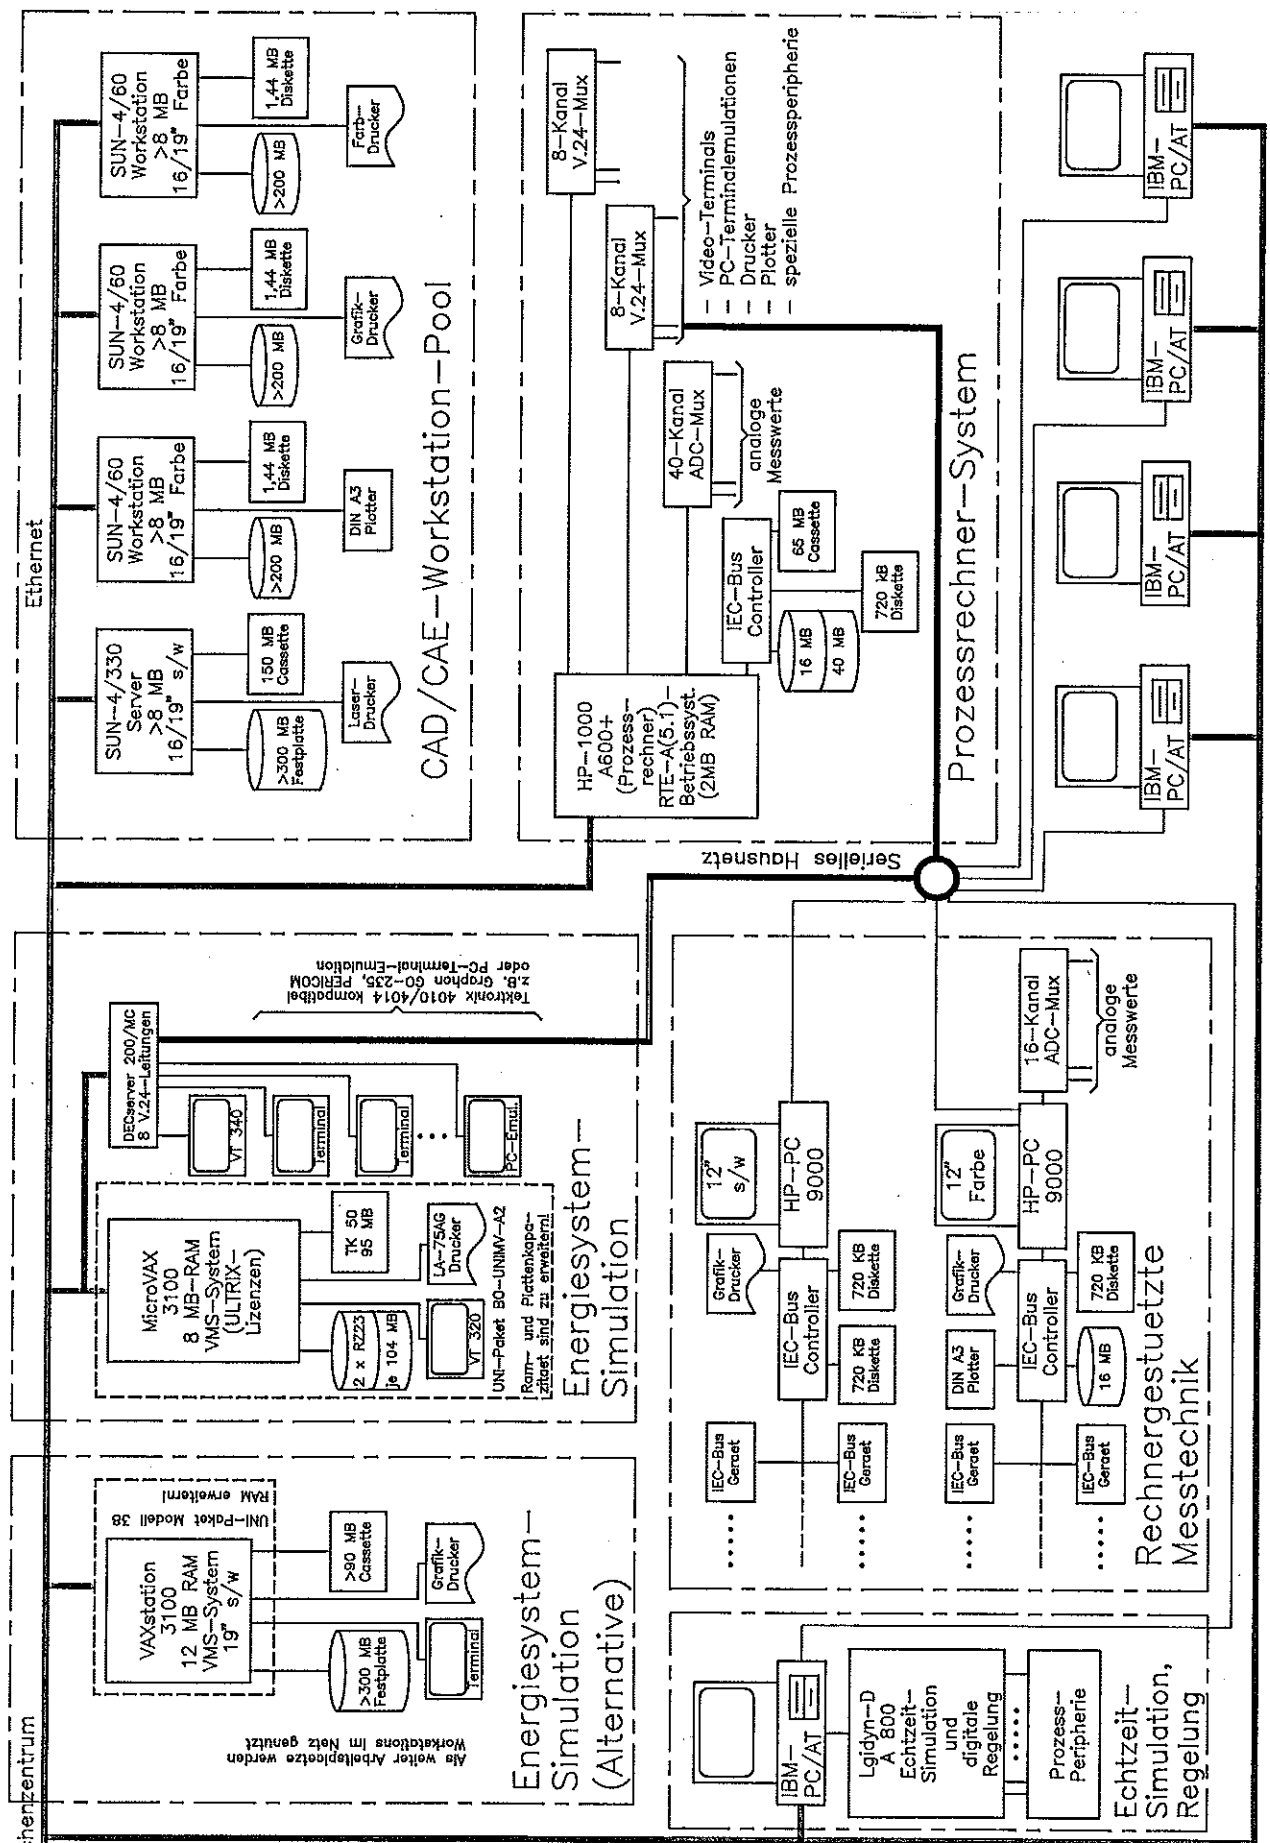 chenzentrum
Ethernet
VAXstation
3100
12 MB RAM
VMS-System
19" s/w
UNI-Paket Modell 38
RAM erweitern!
>300 MB
Festplatte
>90 MB
Cassette
Terminal
Grafik-
Drucker
Als weiter Arbeitsplaetze werden
Workstations im Netz genutzt
Energiesystem-
Simulation
(Alternative)
MicroVAX
3100
8 MB-RAM
VMS-System
(ULTRIX-
Lizenzen)
TK 50
95 MB
2 x RZ23
je 104 MB
LA-75AG
Drucker
VT 320
UNI-Paket BO-UNIMV-A2
Ram- und Plattenkapa-
zitaet sind zu erweitern!
DECserver 200/MC
8 V.24-Leitungen
VT 340
Terminal
Terminal
PC-Emul.
Tektronix 4010/4014 kompatibel
z.B. Graphon GO-235, PERICOM
oder PC-Terminal-Emulation
Energiesystem-
Simulation
SUN-4/330
Server
>8 MB
16/19" s/w
>300 MB
Festplatte
150 MB
Cassette
Laser-
Drucker
SUN-4/60
Workstation
>8 MB
16/19" Farbe
>200 MB
1,44 MB
Diskette
DIN A3
Plotter
SUN-4/60
Workstation
>8 MB
16/19" Farbe
>200 MB
1,44 MB
Diskette
Grafik-
Drucker
SUN-4/60
Workstation
>8 MB
16/19" Farbe
>200 MB
1,44 MB
Diskette
Farb-
Drucker
CAD/CAE-Workstation-Pool
HP-1000
A600+
(Prozess-
rechner)
RTE-A(5.1)-
Betriebssyst.
(2MB RAM)
IEC-Bus
Controller
16 MB
40 MB
65 MB
Cassette
720 kB
Diskette
40-Kanal
ADC-Mux
analoge
Messwerte
8-Kanal
V.24-Mux
8-Kanal
V.24-Mux
- Video-Terminals
- PC-Terminalemulationen
- Drucker
- Plotter
- spezielle Prozessperipherie
Prozessrechner-System
Serielles Hausnetz
IBM-
PC/AT
IBM-
PC/AT
IBM-
PC/AT
IBM-
PC/AT
12"
s/w
HP-PC
9000
Grafik-
Drucker
IEC-Bus
Controller
720 KB
Diskette
720 KB
Diskette
IEC-Bus
Geraet
IEC-Bus
Geraet
12"
Farbe
HP-PC
9000
16-Kanal
ADC-Mux
analoge
Messwerte
Grafik-
Drucker
DIN A3
Plotter
IEC-Bus
Controller
720 KB
Diskette
16 MB
IEC-Bus
Geraet
IEC-Bus
Geraet
Rechnergestuetzte
Messtechnik
IBM-
PC/AT
Lgidyn-D
A 800
Echtzeit-
Simulation
und
digitale
Regelung
Prozess-
Peripherie
Echtzeit-
Simulation,
Regelung